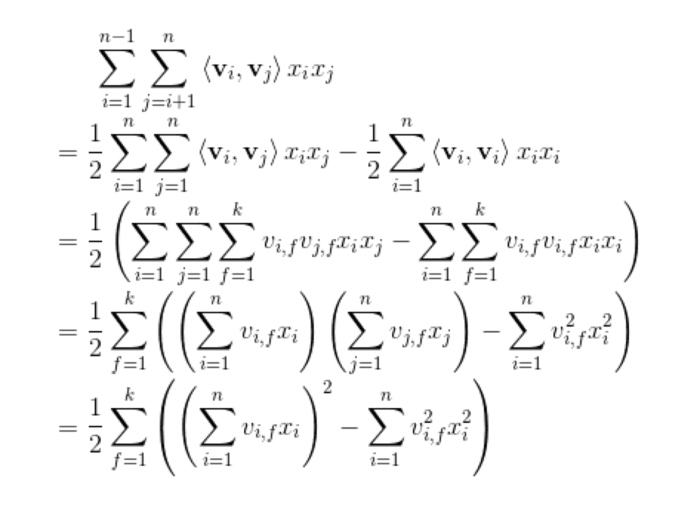 \sum_{i=1}^{n-1} \sum_{j=i+1}^{n} \langle \mathbf{v}_i, \mathbf{v}_j \rangle x_i x_j
= \frac{1}{2} \sum_{i=1}^{n} \sum_{j=1}^{n} \langle \mathbf{v}_i, \mathbf{v}_j \rangle x_i x_j - \frac{1}{2} \sum_{i=1}^{n} \langle \mathbf{v}_i, \mathbf{v}_i \rangle x_i x_i
= \frac{1}{2} \left( \sum_{i=1}^{n} \sum_{j=1}^{n} \sum_{f=1}^{k} v_{i,f} v_{j,f} x_i x_j - \sum_{i=1}^{n} \sum_{f=1}^{k} v_{i,f} v_{i,f} x_i x_i \right)
= \frac{1}{2} \sum_{f=1}^{k} \left( \left( \sum_{i=1}^{n} v_{i,f} x_i \right) \left( \sum_{j=1}^{n} v_{j,f} x_j \right) - \sum_{i=1}^{n} v_{i,f}^2 x_i^2 \right)
= \frac{1}{2} \sum_{f=1}^{k} \left( \left( \sum_{i=1}^{n} v_{i,f} x_i \right)^2 - \sum_{i=1}^{n} v_{i,f}^2 x_i^2 \right)